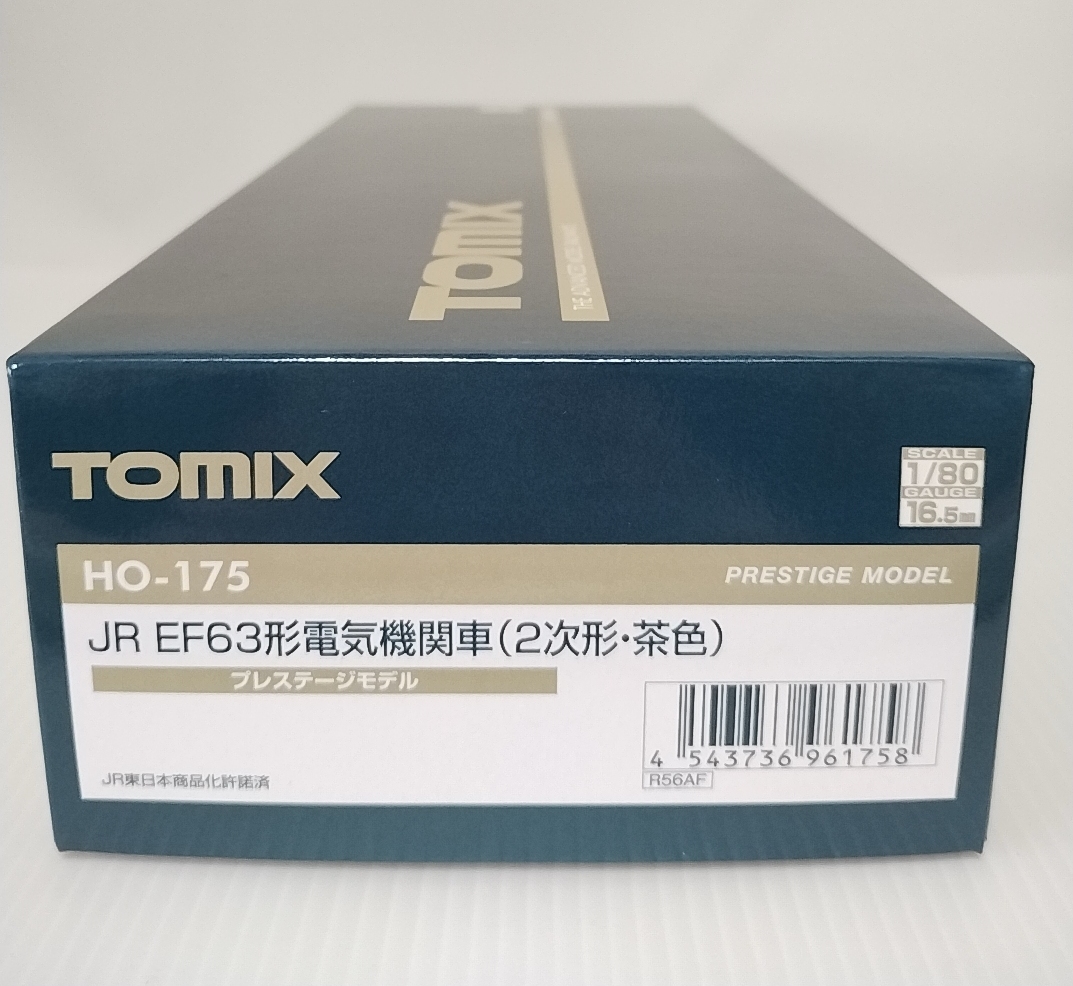 TOMIX
THE ADVANCED MODEL
TOMIX
SCALE
1/80
GAUGE
16.5mm
HO-175
PRESTIGE MODEL
JR EF63形電気機関車(2次形・茶色)
プレステージモデル
4 543736 961758
R56AF
JR東日本商品化許諾済